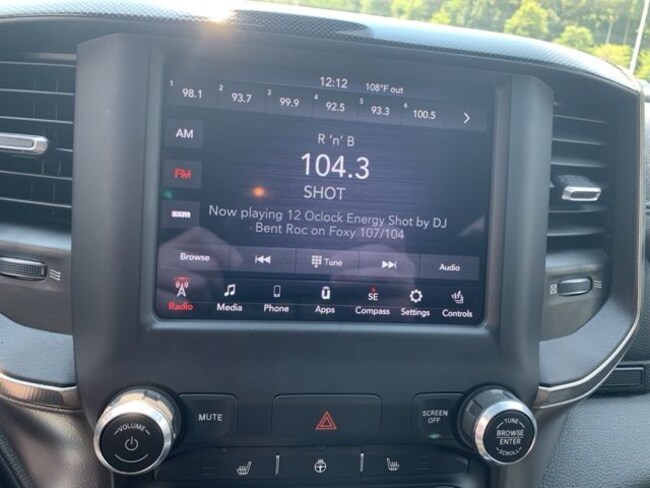 12:12 108°F out
1 98.1 2 93.7 3 99.9 4 92.5 5 93.3 6 100.5
AM
R 'n' B
104.3
FM
SHOT
sxm
Now playing 12 Oclock Energy Shot by DJ
Bent Roc on Foxy 107/104
Browse Tune Audio
SE
Radio Media Phone Apps Compass Settings Controls
VOLUME
MUTE
SCREEN
OFF
TUNE
BROWSE
ENTER
SCROLL